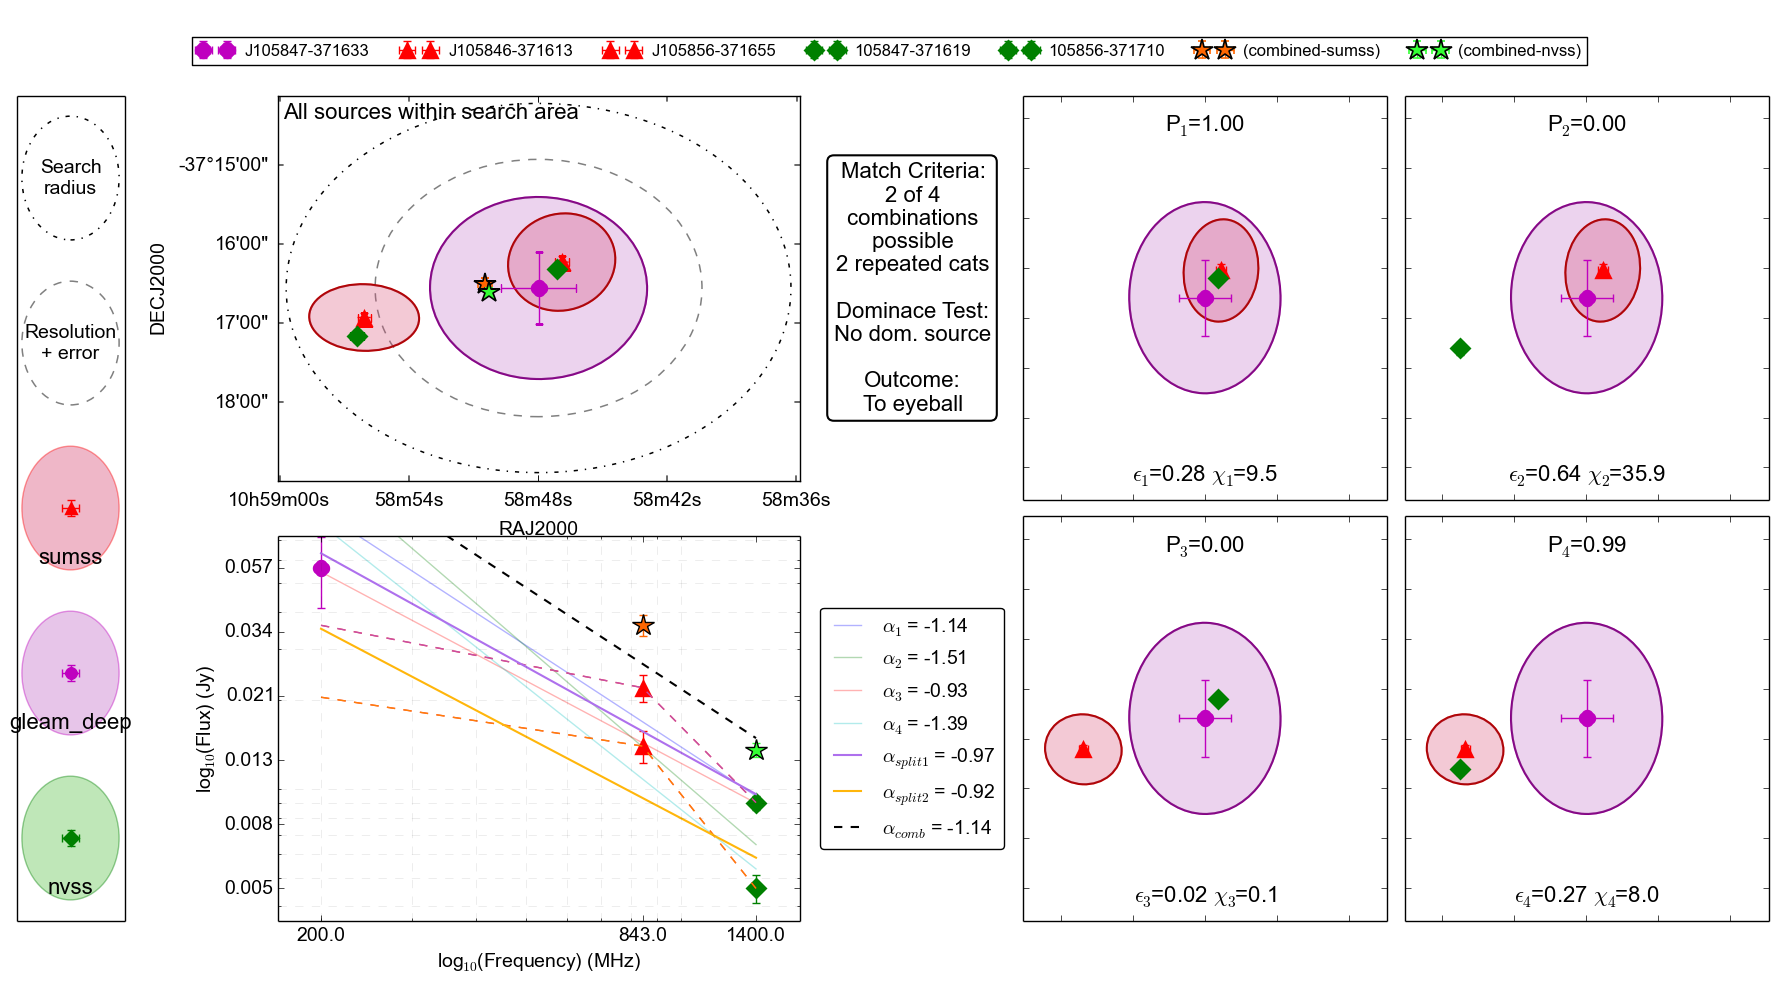 J105847-371633 J105846-371613 J105856-371655 105847-371619 105856-371710 (combined-sumss) (combined-nvss)
Search
radius
Resolution
+ error
sumss
gleam_deep
nvss
All sources within search area
DECJ2000
-37°15'00"
16'00"
17'00"
18'00"
10h59m00s 58m54s 58m48s 58m42s 58m36s
RAJ2000
Match Criteria:
2 of 4
combinations
possible
2 repeated cats
Dominace Test:
No dom. source
Outcome:
To eyeball
P1=1.00
ϵ1=0.28 χ1=9.5
P2=0.00
ϵ2=0.64 χ2=35.9
log10(Flux) (Jy)
0.057
0.034
0.021
0.013
0.008
0.005
200.0 843.0 1400.0
log10(Frequency) (MHz)
α1 = -1.14
α2 = -1.51
α3 = -0.93
α4 = -1.39
αsplit1 = -0.97
αsplit2 = -0.92
αcomb = -1.14
P3=0.00
ϵ3=0.02 χ3=0.1
P4=0.99
ϵ4=0.27 χ4=8.0